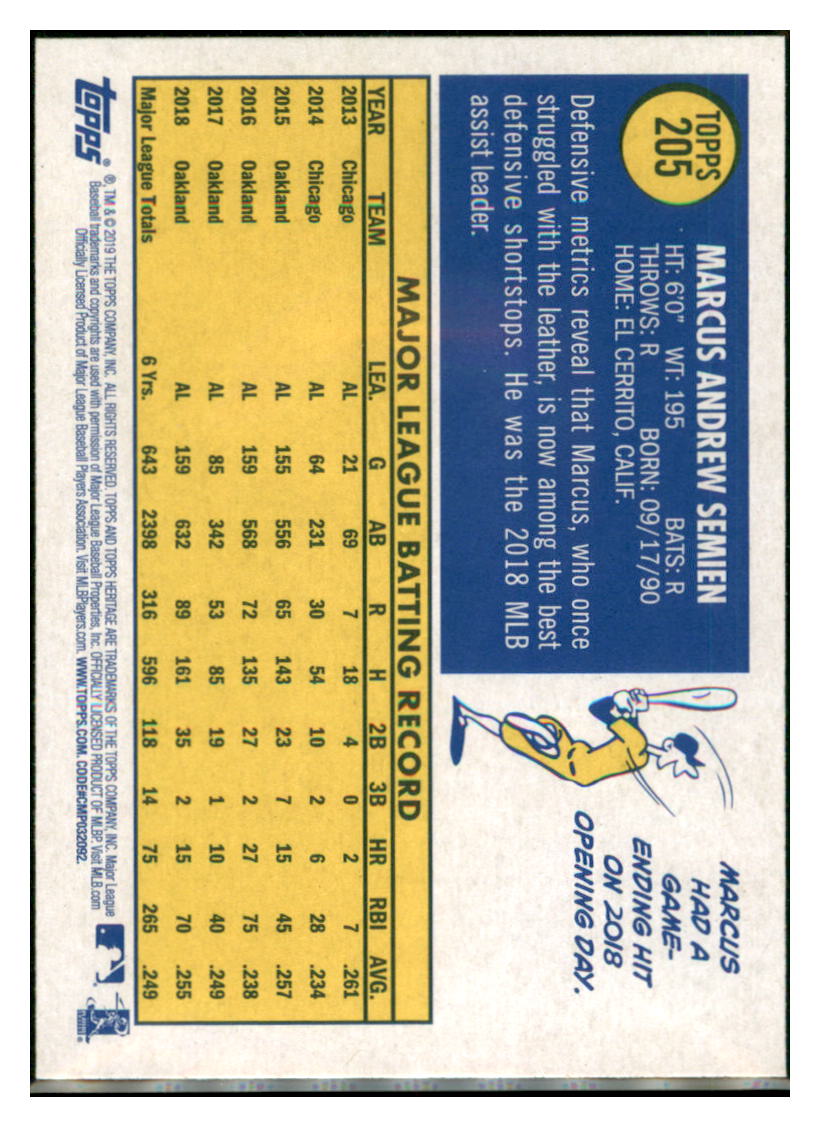 TOPPS
205
MARCUS ANDREW SEMIEN
HT: 6'0" WT: 195 BATS: R
THROWS: R BORN: 09/17/90
HOME: EL CERRITO, CALIF.
Defensive metrics reveal that Marcus, who once
struggled with the leather, is now among the best
defensive shortstops. He was the 2018 MLB
assist leader.
MARCUS
HAD A
GAME-
ENDING HIT
ON 2018
OPENING DAY.
MAJOR LEAGUE BATTING RECORD
YEAR TEAM LEA. G AB R H 2B 3B HR RBI AVG.
2013 Chicago AL 21 69 7 18 4 0 2 7 .261
2014 Chicago AL 64 231 30 54 10 2 6 28 .234
2015 Oakland AL 155 556 65 143 23 7 15 45 .257
2016 Oakland AL 159 568 72 135 27 2 27 75 .238
2017 Oakland AL 85 342 53 85 19 1 10 40 .249
2018 Oakland AL 159 632 89 161 35 2 15 70 .255
Major League Totals 6 Yrs. 643 2398 316 596 118 14 75 265 .249
topps®
® TM & © 2019 THE TOPPS COMPANY, INC. ALL RIGHTS RESERVED. TOPPS AND TOPPS HERITAGE ARE TRADEMARKS OF THE TOPPS COMPANY, INC. Major League
Baseball trademarks and copyrights are used with permission of Major League Baseball Properties, Inc. OFFICIALLY LICENSED PRODUCT OF MLBP. Visit MLB.com
Officially Licensed Product of Major League Baseball Players Association. Visit MLBPlayers.com. WWW.TOPPS.COM. CODE#CMP032092.